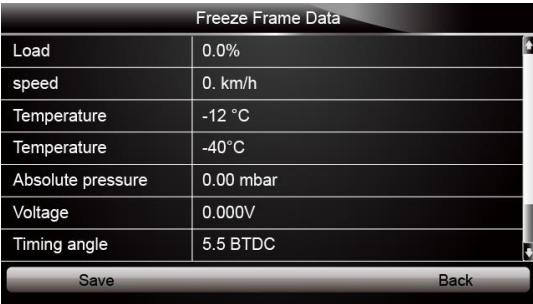 Freeze Frame Data
Load 0.0%
speed 0. km/h
Temperature -12 °C
Temperature -40°C
Absolute pressure 0.00 mbar
Voltage 0.000V
Timing angle 5.5 BTDC
Save Back